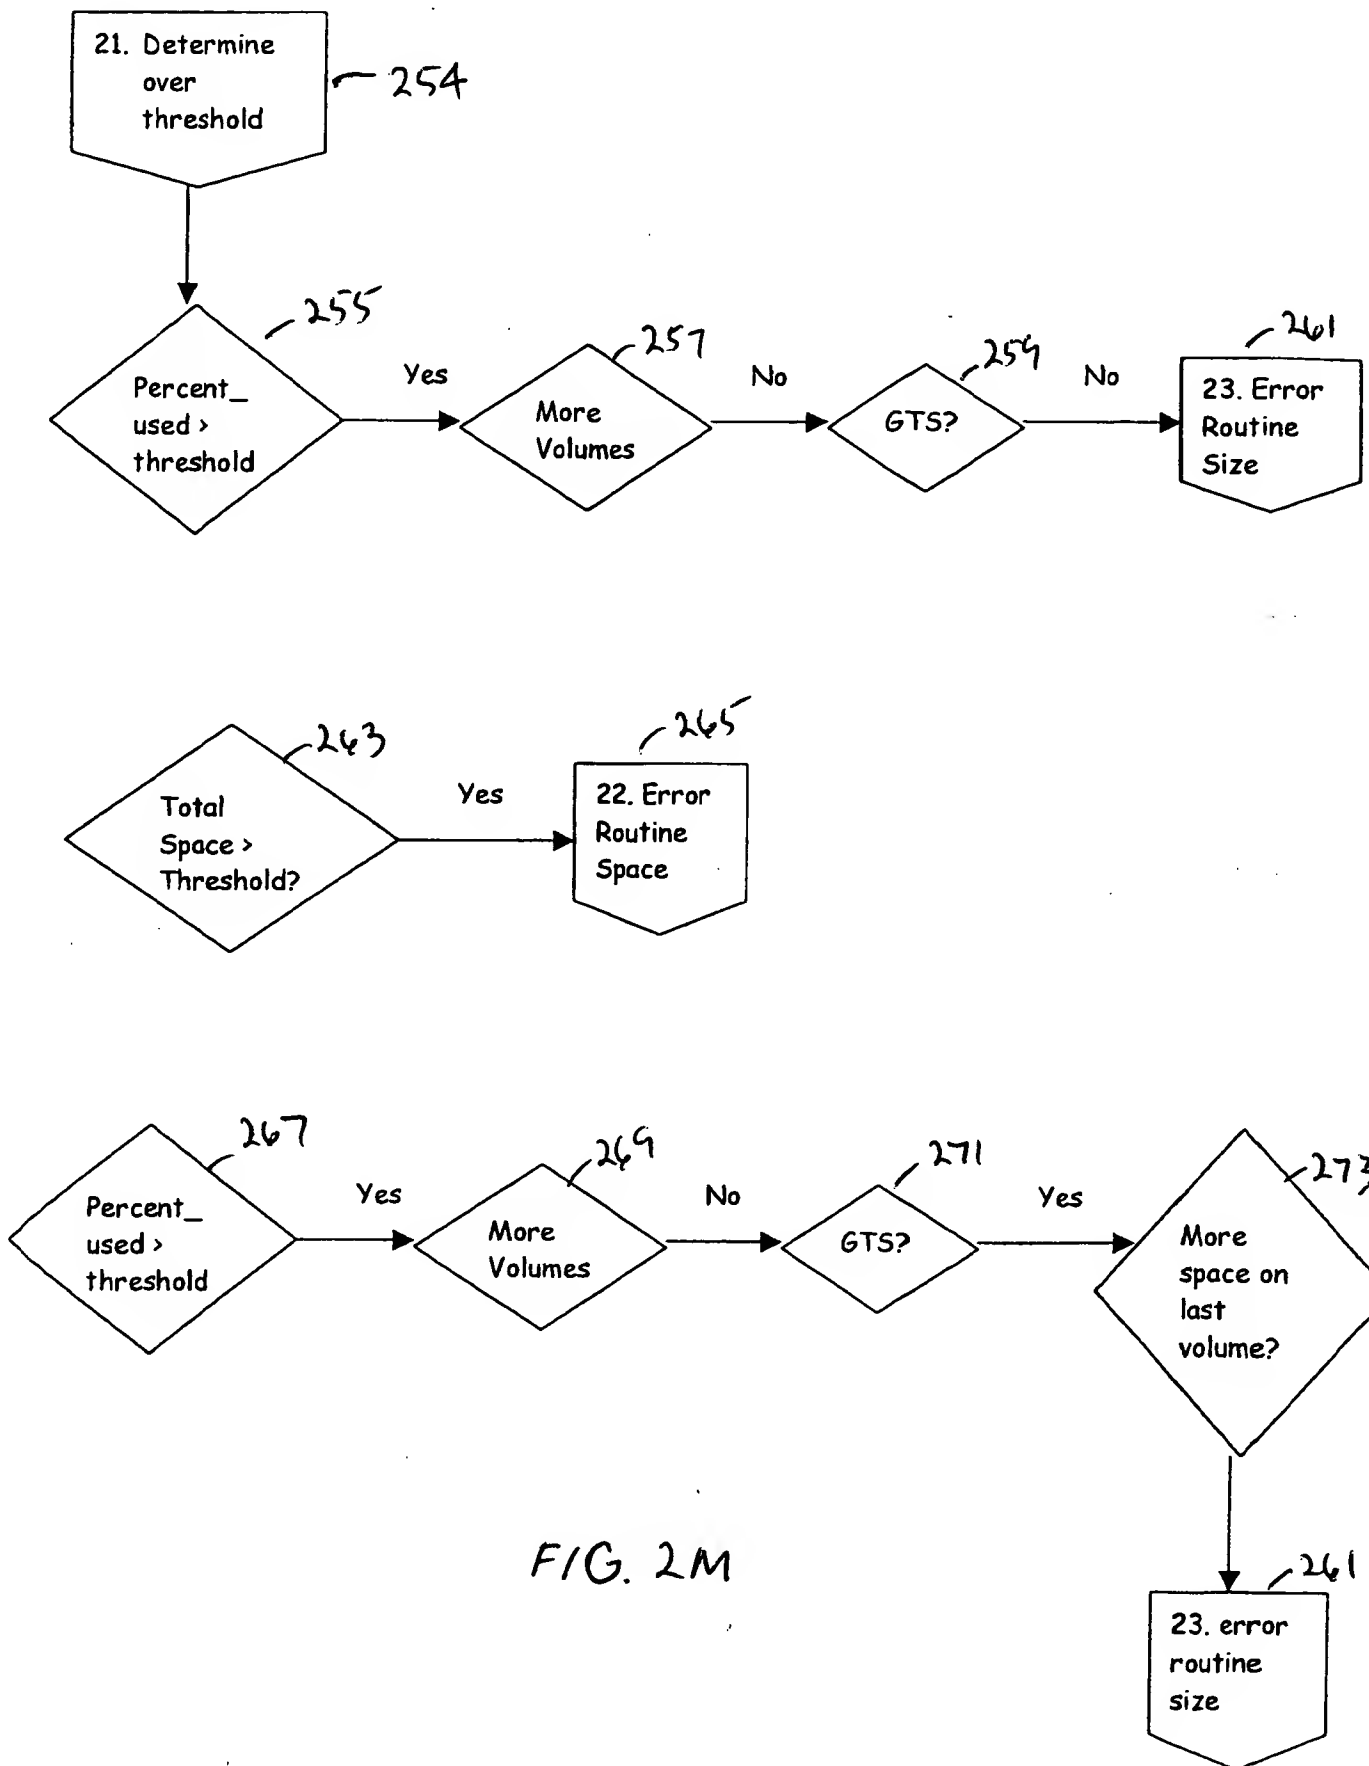 21. Determine
over
threshold
254
255
Percent_
used >
threshold
Yes
257
More
Volumes
No
259
GTS?
No
261
23. Error
Routine
Size
263
Total
Space >
Threshold?
Yes
265
22. Error
Routine
Space
267
Percent_
used >
threshold
Yes
269
More
Volumes
No
271
GTS?
Yes
273
More
space on
last
volume?
261
23. error
routine
size
FIG. 2M